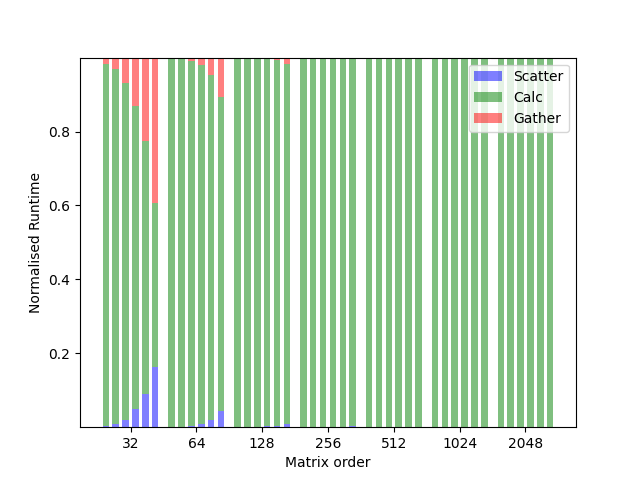 Scatter
Calc
Gather
0.8
0.6
0.4
0.2
Normalised Runtime
32 64 128 256 512 1024 2048
Matrix order